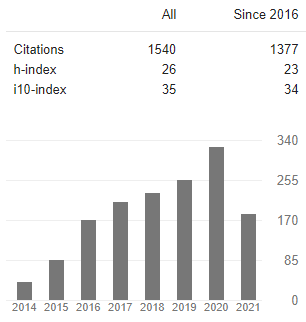 All Since 2016
Citations 1540 1377
h-index 26 23
i10-index 35 34
340
255
170
85
0
2014 2015 2016 2017 2018 2019 2020 2021